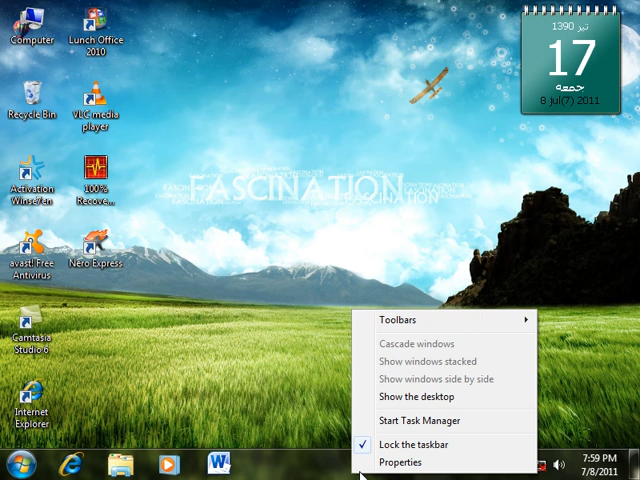 Computer
Lunch Office
2010
Recycle Bin
VLC media
player
Activation
Winse7en
100%
Recove...
avast! Free
Antivirus
Nero Express
Camtasia
Studio 6
Internet
Explorer
تیر 1390
17
جمعه
8 jul(7) 2011
FASCINATION
FASCINATION
Toolbars
Cascade windows
Show windows stacked
Show windows side by side
Show the desktop
Start Task Manager
Lock the taskbar
Properties
7:59 PM
7/8/2011